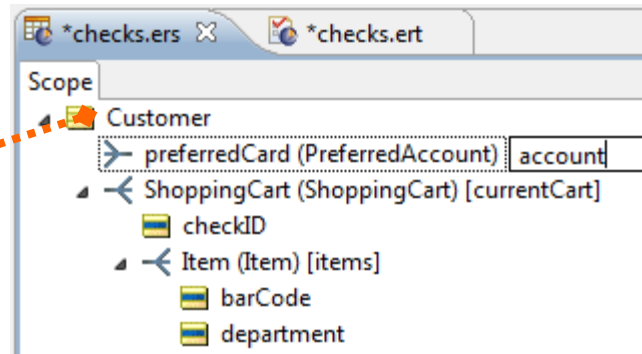 *checks.ers *checks.ert
Scope
Customer
preferredCard (PreferredAccount) account
ShoppingCart (ShoppingCart) [currentCart]
checkID
Item (Item) [items]
barCode
department